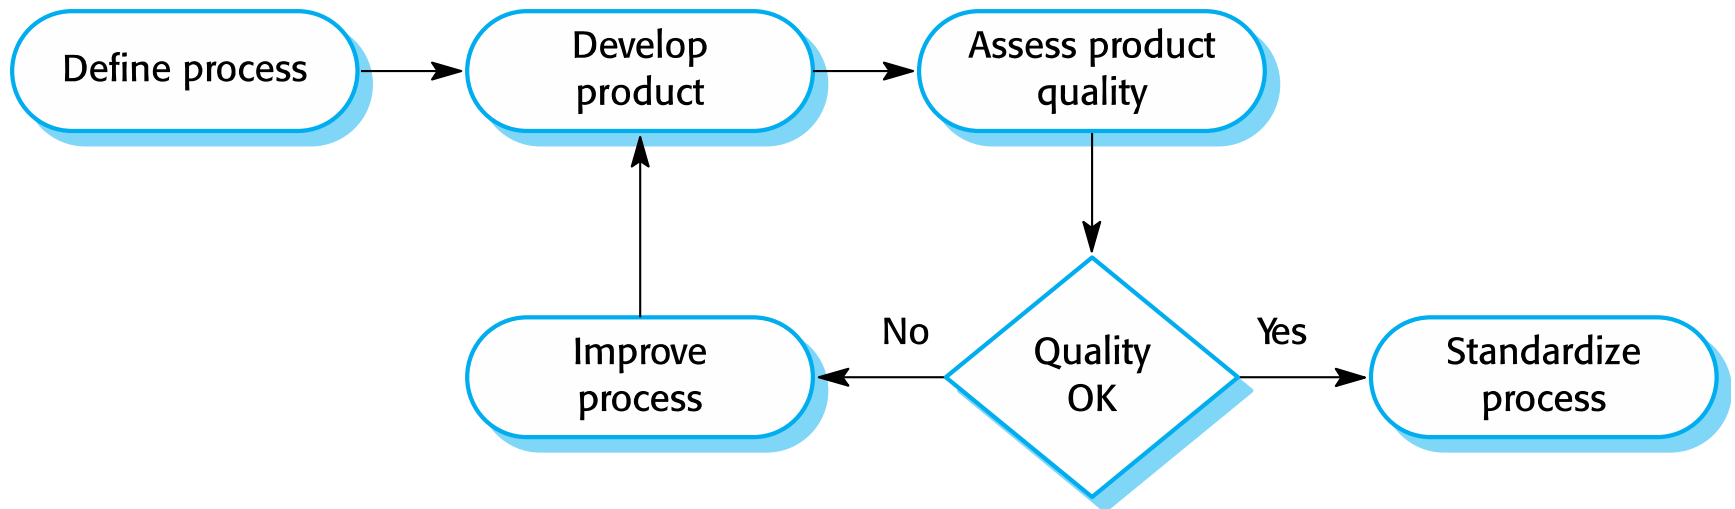 Define process
Develop
product
Assess product
quality
Improve
process
No
Quality
OK
Yes
Standardize
process